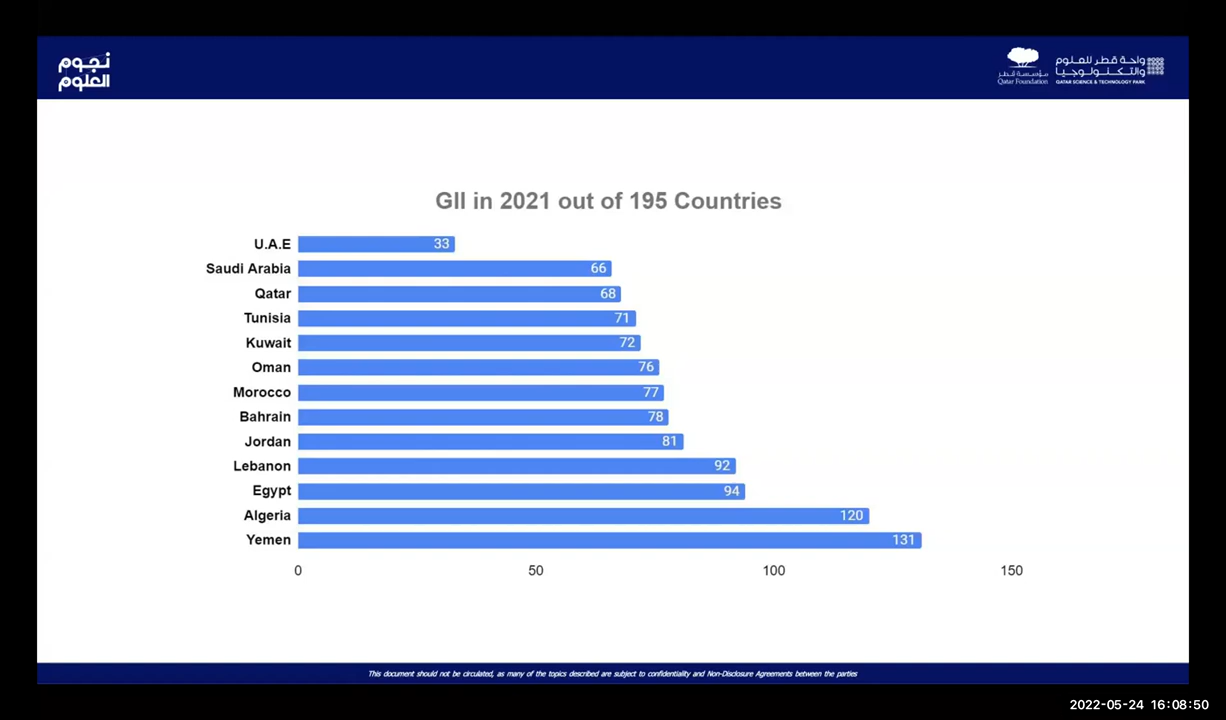 نجوم
العلوم
مؤسسة قطر
Qatar Foundation
واحة قطر للعلوم
والتكنولوجيا
QATAR SCIENCE & TECHNOLOGY PARK
GII in 2021 out of 195 Countries
U.A.E 33
Saudi Arabia 66
Qatar 68
Tunisia 71
Kuwait 72
Oman 76
Morocco 77
Bahrain 78
Jordan 81
Lebanon 92
Egypt 94
Algeria 120
Yemen 131
0 50 100 150
This document should not be circulated, as many of the topics described are subject to confidentiality and Non-Disclosure Agreements between the parties
2022-05-24 16:08:50